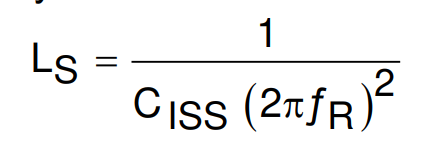 L_S = 1 / (C_ISS (2πf_R)^2)